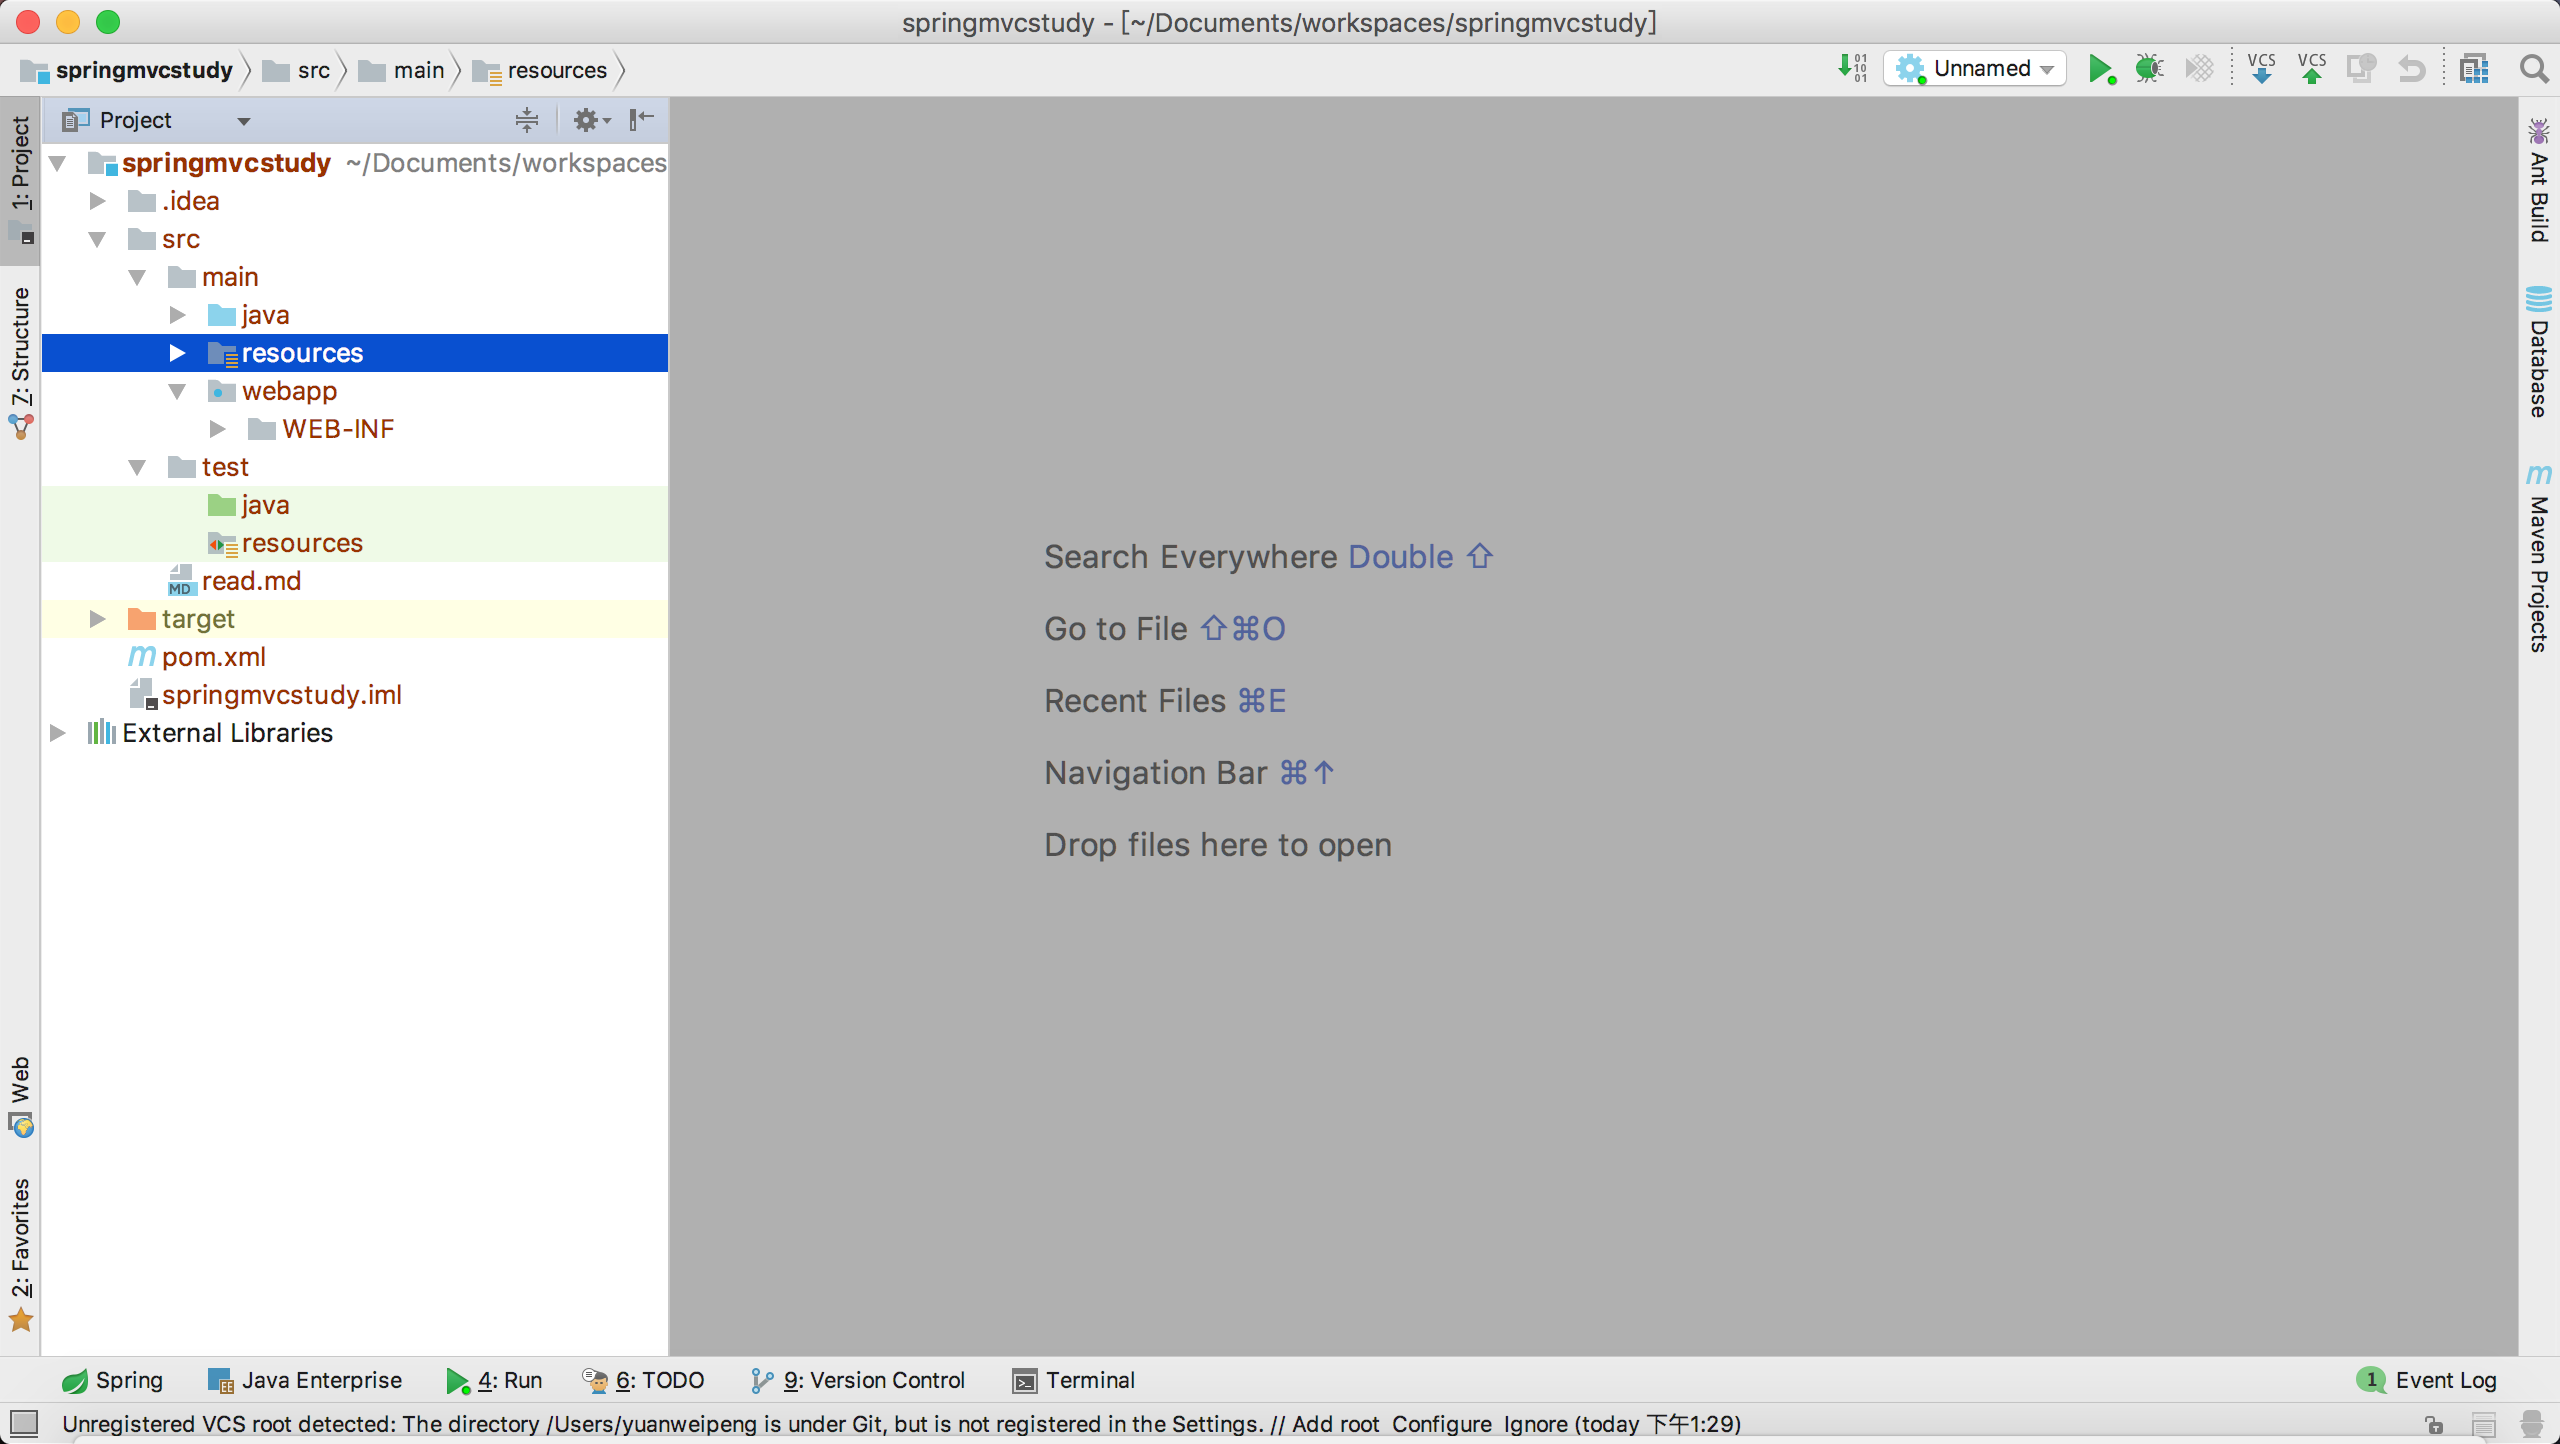 springmvcstudy - [~/Documents/workspaces/springmvcstudy]
springmvcstudy src main resources
Unnamed
VCS VCS
Project
1: Project
7: Structure
Web
2: Favorites
springmvcstudy ~/Documents/workspaces
.idea
src
main
java
resources
webapp
WEB-INF
test
java
resources
MD read.md
target
m pom.xml
springmvcstudy.iml
External Libraries
Search Everywhere Double ⇧
Go to File ⇧⌘O
Recent Files ⌘E
Navigation Bar ⌘↑
Drop files here to open
Ant Build
Database
m Maven Projects
Spring Java Enterprise 4: Run 6: TODO 9: Version Control Terminal 1 Event Log
Unregistered VCS root detected: The directory /Users/yuanweipeng is under Git, but is not registered in the Settings. // Add root Configure Ignore (today 下午1:29)